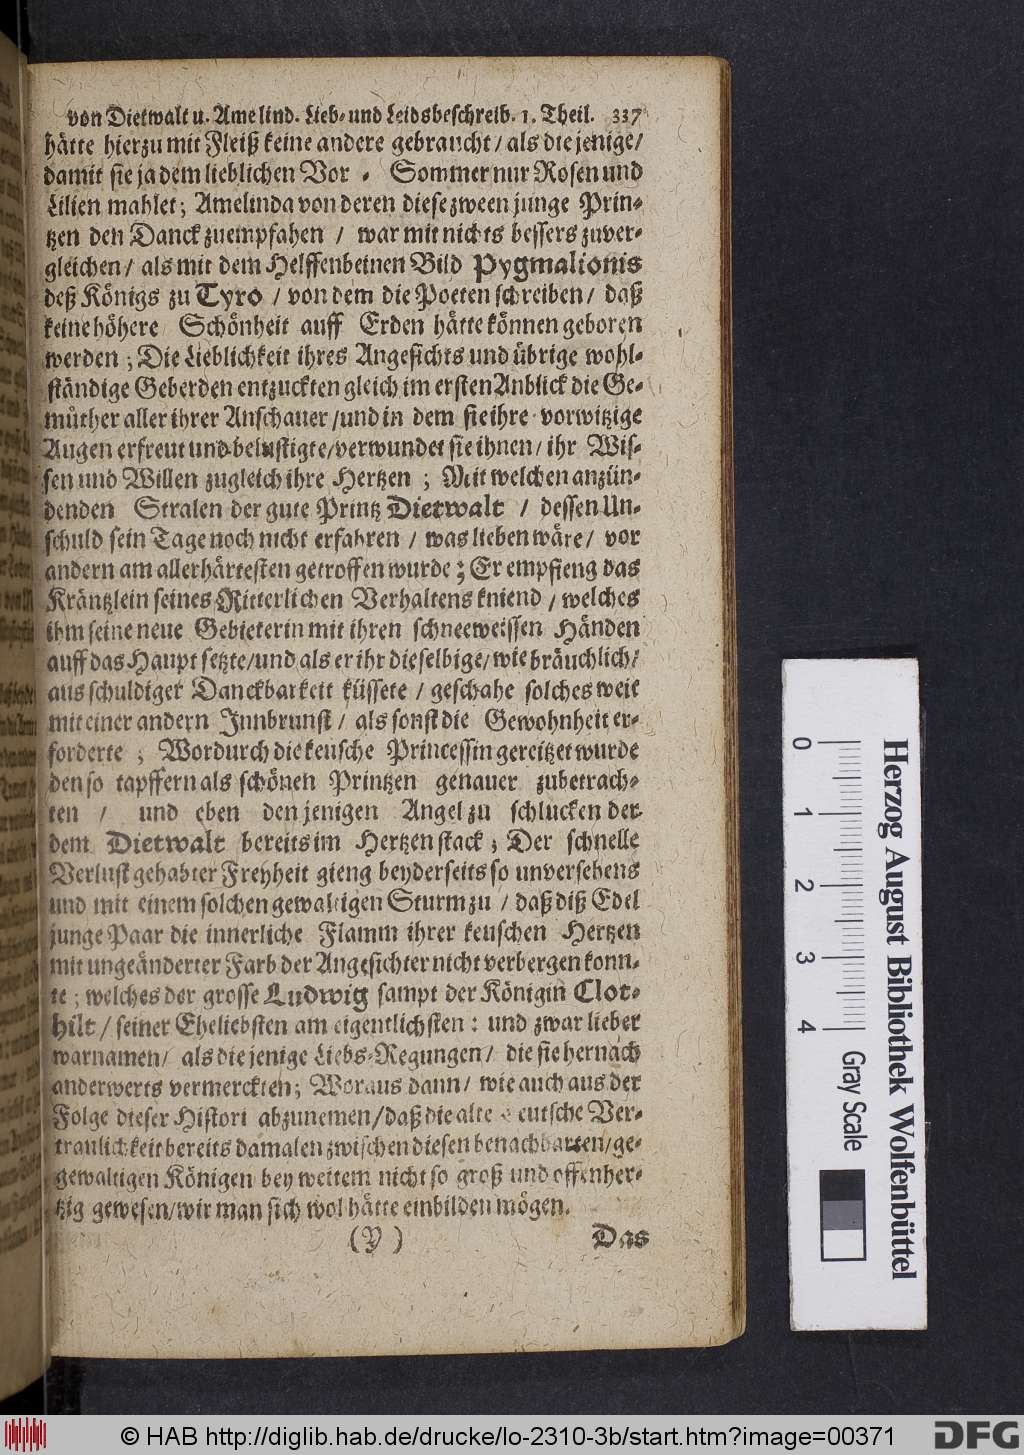 von Dietwalt u. Amelind. Lieb- und Leidsbeschreib. 1. Theil. 337
hätte hierzu mit Fleiß keine andere gebraucht / als die jenige /
damit sie ja dem lieblichen Vor - Sommer nur Rosen und
Lilien mahlet; Amelinda von deren diese zween junge Prin-
tzen den Danck zuempfahen / war mit nichts bessers zuver-
gleichen / als mit dem Helffenbeinen Bild Pygmalionis
deß Königs zu Tyro / von dem die Poeten schreiben / daß
keine höhere Schönheit auff Erden hätte können geboren
werden; Die Lieblichkeit ihres Angesichts und übrige wohl-
ständige Geberden entzuckten gleich im ersten Anblick die Ge-
müther aller ihrer Anschauer / und in dem sie ihre vorwitzige
Augen erfreut und belustigte / verwundet sie ihnen / ihr Wis-
sen und Willen zugleich ihre Hertzen; Mit welchen anzün-
denden Stralen der gute Printz Dietwalt / dessen Un-
schuld sein Tage noch nicht erfahren / was lieben wäre / vor
andern am allerhärtesten getroffen wurde; Er empfieng das
Kräntzlein seines Ritterlichen Verhaltens kniend / welches
ihm seine neue Gebieterin mit ihren schneeweissen Händen
auff das Haupt setzte / und als er ihr dieselbige / wie bräuchlich /
aus schuldiger Danckbarkeit küssete / geschahe solches weit
mit einer andern Innbrunst / als sonst die Gewohnheit er-
forderte; Wordurch die keusche Princessin gereitzet wurde
den so tapffern als schönen Printzen genauer zubetrach-
ten / und eben den jenigen Angel zu schlucken der
dem Dietwalt bereits im Hertzen stack; Der schnelle
Verlust gehabter Freyheit gieng beyderseits so unversehens
und mit einem solchen gewaltigen Sturm zu / daß diß Edel
junge Paar die innerliche Flamm ihrer keuschen Hertzen
mit ungeänderter Farb der Angesichter nicht verbergen konn-
te; welches der grosse Ludwig sampt der Königin Clot-
hilt / seiner Eheliebsten am eigentlichsten: und zwar lieber
warnamen / als die jenige Liebs-Regungen / die sie hernach
anderwerts vermerckten; Woraus dann / wie auch aus der
Folge dieser Histori abzunemen / daß die alte eutsche Ver-
traulichkeit bereits damalen zwischen diesen benachbarten / ge-
gewaltigen Königen bey weitem nicht so groß und offenher-
tzig gewesen / wir man sich wol hätte einbilden mögen.
(Y) Das
0 1 2 3 4 Gray Scale
Herzog August Bibliothek Wolfenbüttel
© HAB http://diglib.hab.de/drucke/lo-2310-3b/start.htm?image=00371
DFG